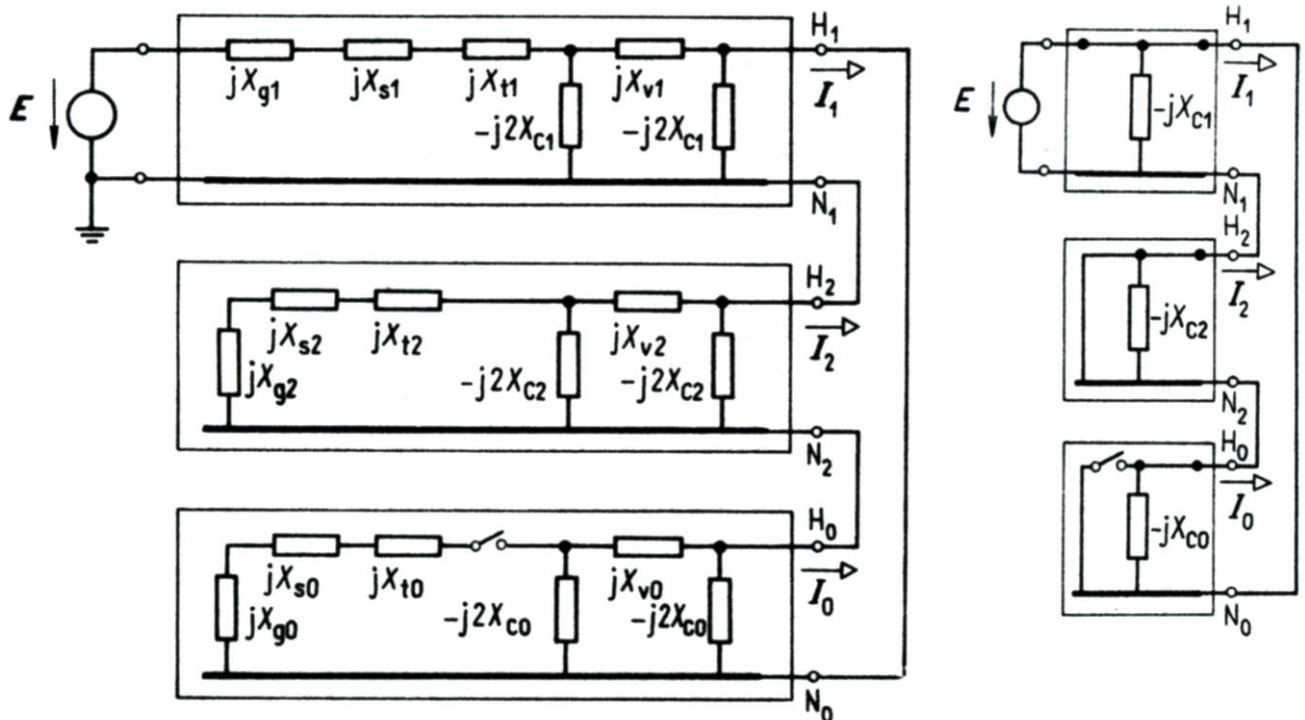 E
jXg1
jXs1
jXt1
-j2Xc1
jXv1
-j2Xc1
H1
I1
N1
jXg2
jXs2
jXt2
-j2Xc2
jXv2
-j2Xc2
H2
I2
N2
jXg0
jXs0
jXt0
-j2Xc0
jXv0
-j2Xc0
H0
I0
N0
E
-jXc1
H1
I1
N1
H2
-jXc2
I2
N2
H0
-jXc0
I0
N0